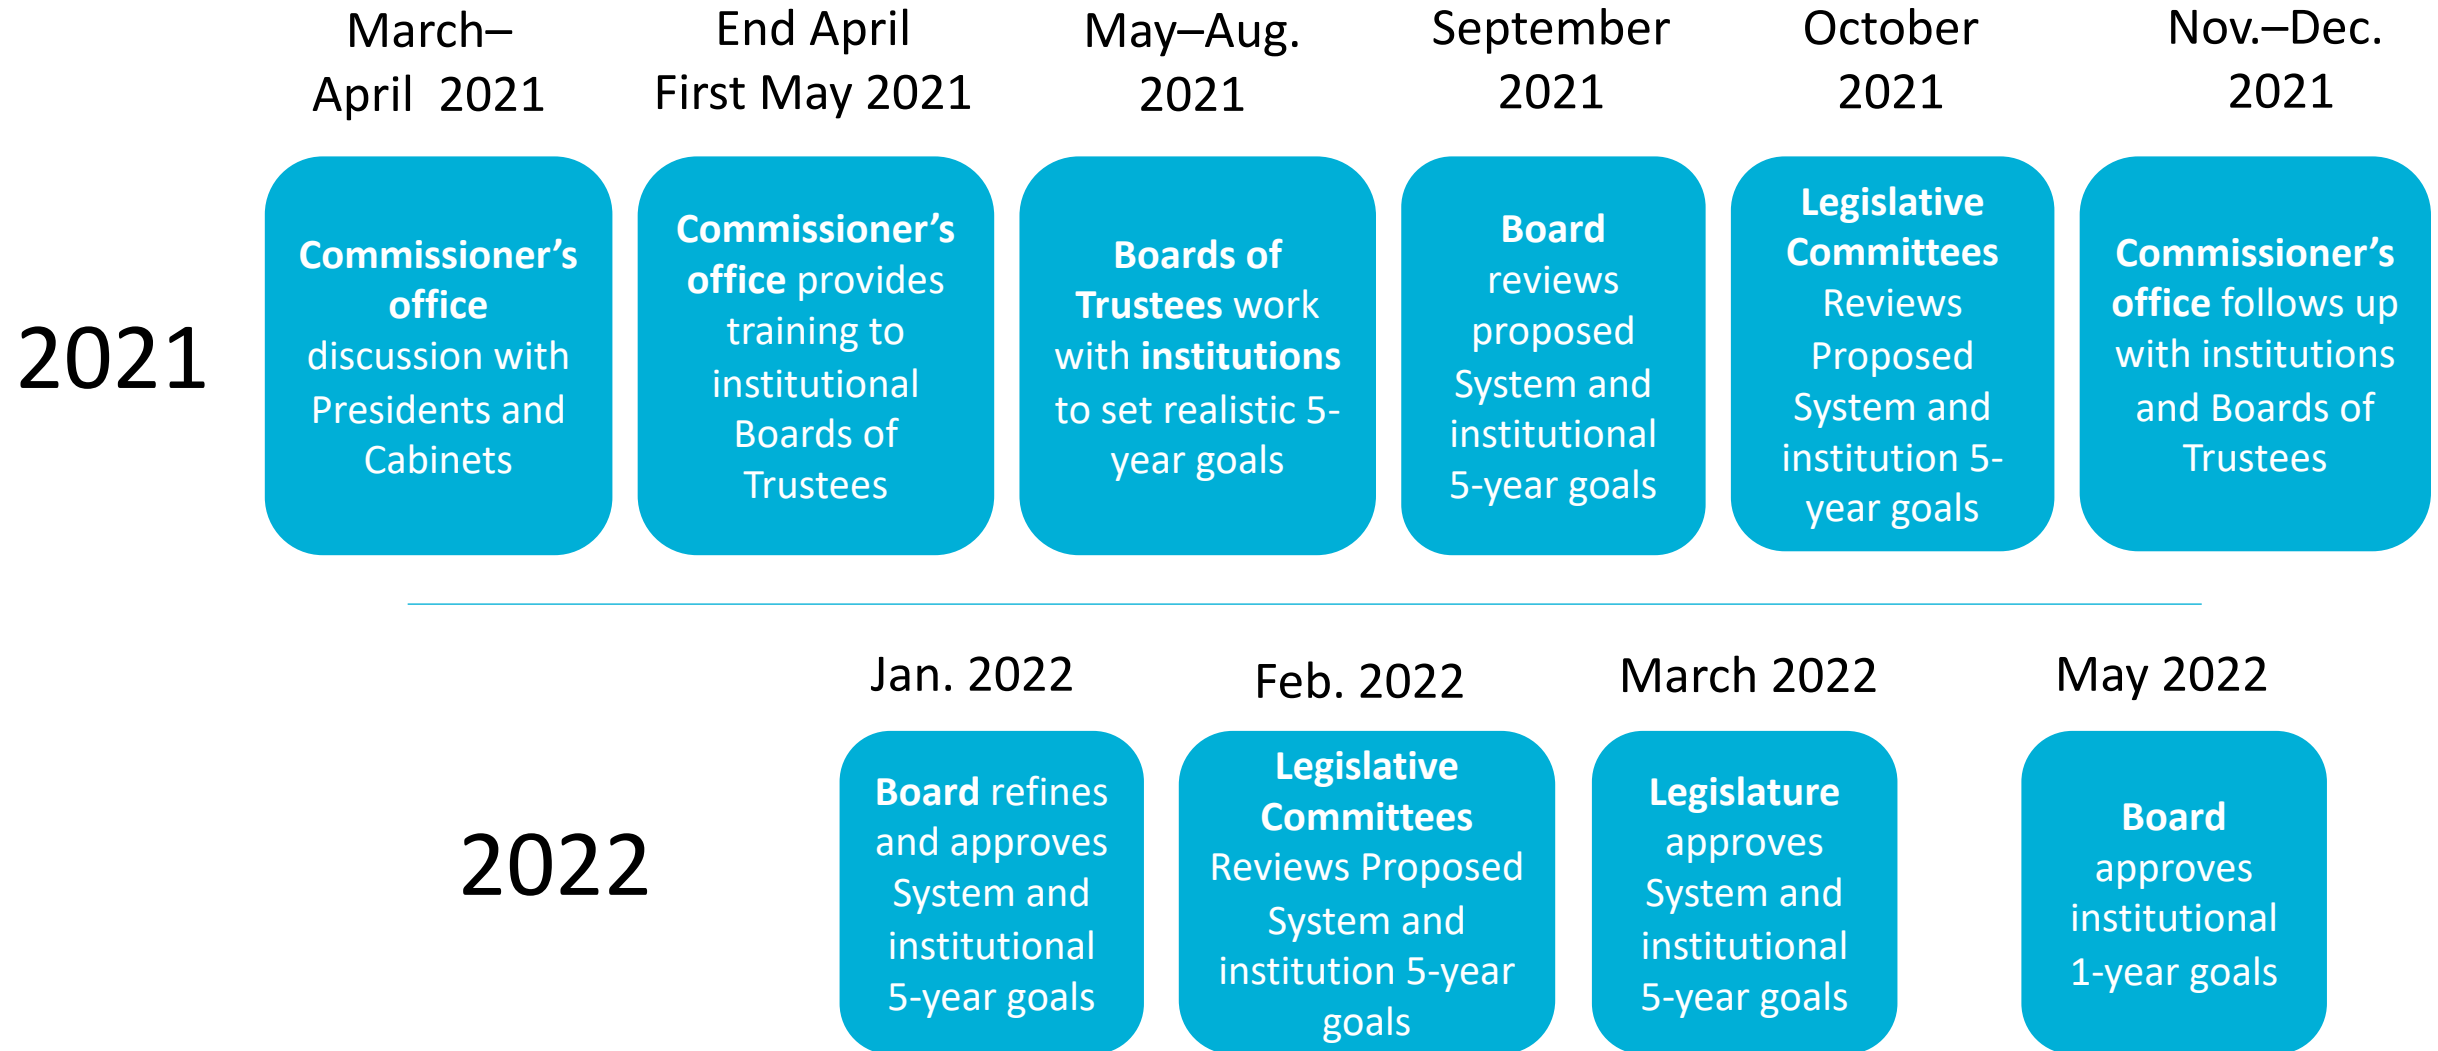 March–
April  2021
End April
First May 2021
May–Aug.
2021
September
2021
October
2021
Nov.–Dec.
2021
2021
Commissioner’s
office
discussion with
Presidents and
Cabinets
Commissioner’s
office provides
training to
institutional
Boards of
Trustees
Boards of
Trustees work
with institutions
to set realistic 5-
year goals
Board
reviews
proposed
System and
institutional
5-year goals
Legislative
Committees
Reviews
Proposed
System and
institution 5-
year goals
Commissioner’s
office follows up
with institutions
and Boards of
Trustees
Jan. 2022
Feb. 2022
March 2022
May 2022
2022
Board refines
and approves
System and
institutional
5-year goals
Legislative
Committees
Reviews Proposed
System and
institution 5-year
goals
Legislature
approves
System and
institutional
5-year goals
Board
approves
institutional
1-year goals